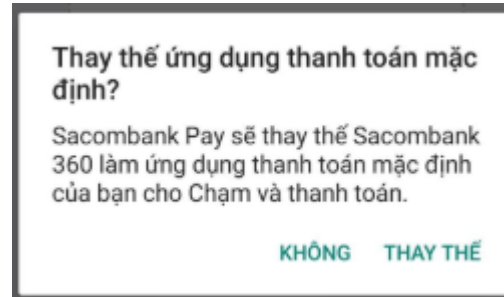 Thay thế ứng dụng thanh toán mặc
định?
Sacombank Pay sẽ thay thế Sacombank
360 làm ứng dụng thanh toán mặc định
của bạn cho Chạm và thanh toán.
KHÔNG THAY THẾ